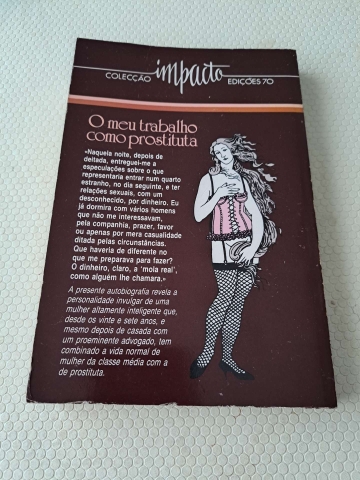 COLECÇÃO impacto EDIÇÕES 70
O meu trabalho
como prostituta
«Naquela noite, depois de
deitada, entreguei-me a
especulações sobre o que
representaria entrar num quarto
estranho, no dia seguinte, e ter
relações sexuais, com um
desconhecido, por dinheiro. Eu
já dormira com vários homens
que não me interessavam,
pela companhia, prazer, favor
ou apenas por mera casualidade
ditada pelas circunstâncias.
Que haveria de diferente no
que me preparava para fazer?
O dinheiro, claro, a 'mola real',
como alguém lhe chamara.»
A presente autobiografia revela a
personalidade invulgar de uma
mulher altamente inteligente que,
desde os vinte e sete anos, e
mesmo depois de casada com
um proeminente advogado, tem
combinado a vida normal de
mulher da classe média com a
de prostituta.